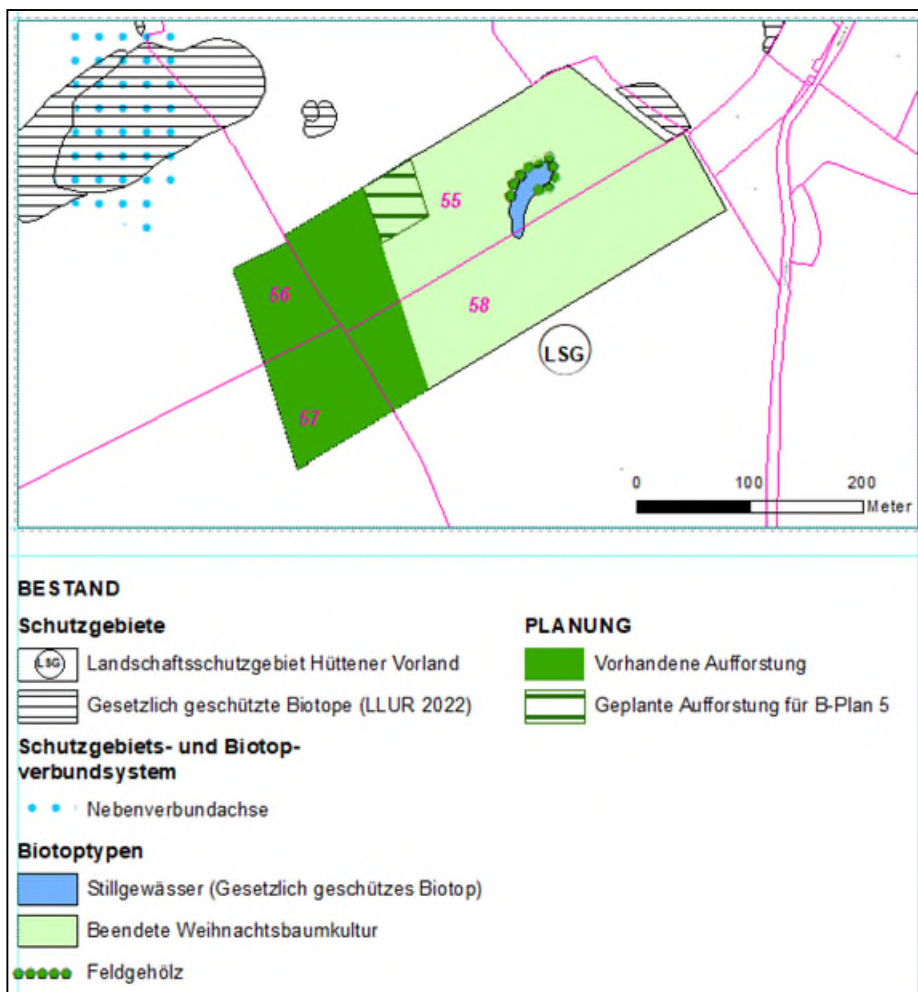 55
56
58
LSG
57
0 100 200
Meter
BESTAND
Schutzgebiete
LSG Landschaftsschutzgebiet Hüttener Vorland
Gesetzlich geschützte Biotope (LLUR 2022)
Schutzgebiets- und Biotop-
verbundsystem
Nebenverbundachse
Biotoptypen
Stillgewässer (Gesetzlich geschützes Biotop)
Beendete Weihnachtsbaumkultur
Feldgehölz
PLANUNG
Vorhandene Aufforstung
Geplante Aufforstung für B-Plan 5